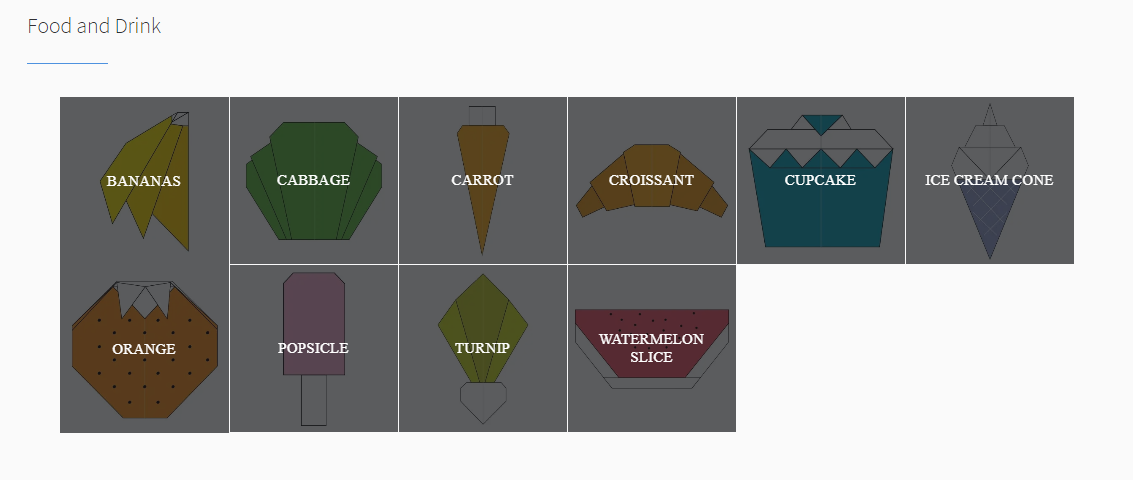 Food and Drink
BANANAS
CABBAGE
CARROT
CROISSANT
CUPCAKE
ICE CREAM CONE
ORANGE
POPSICLE
TURNIP
WATERMELON
SLICE